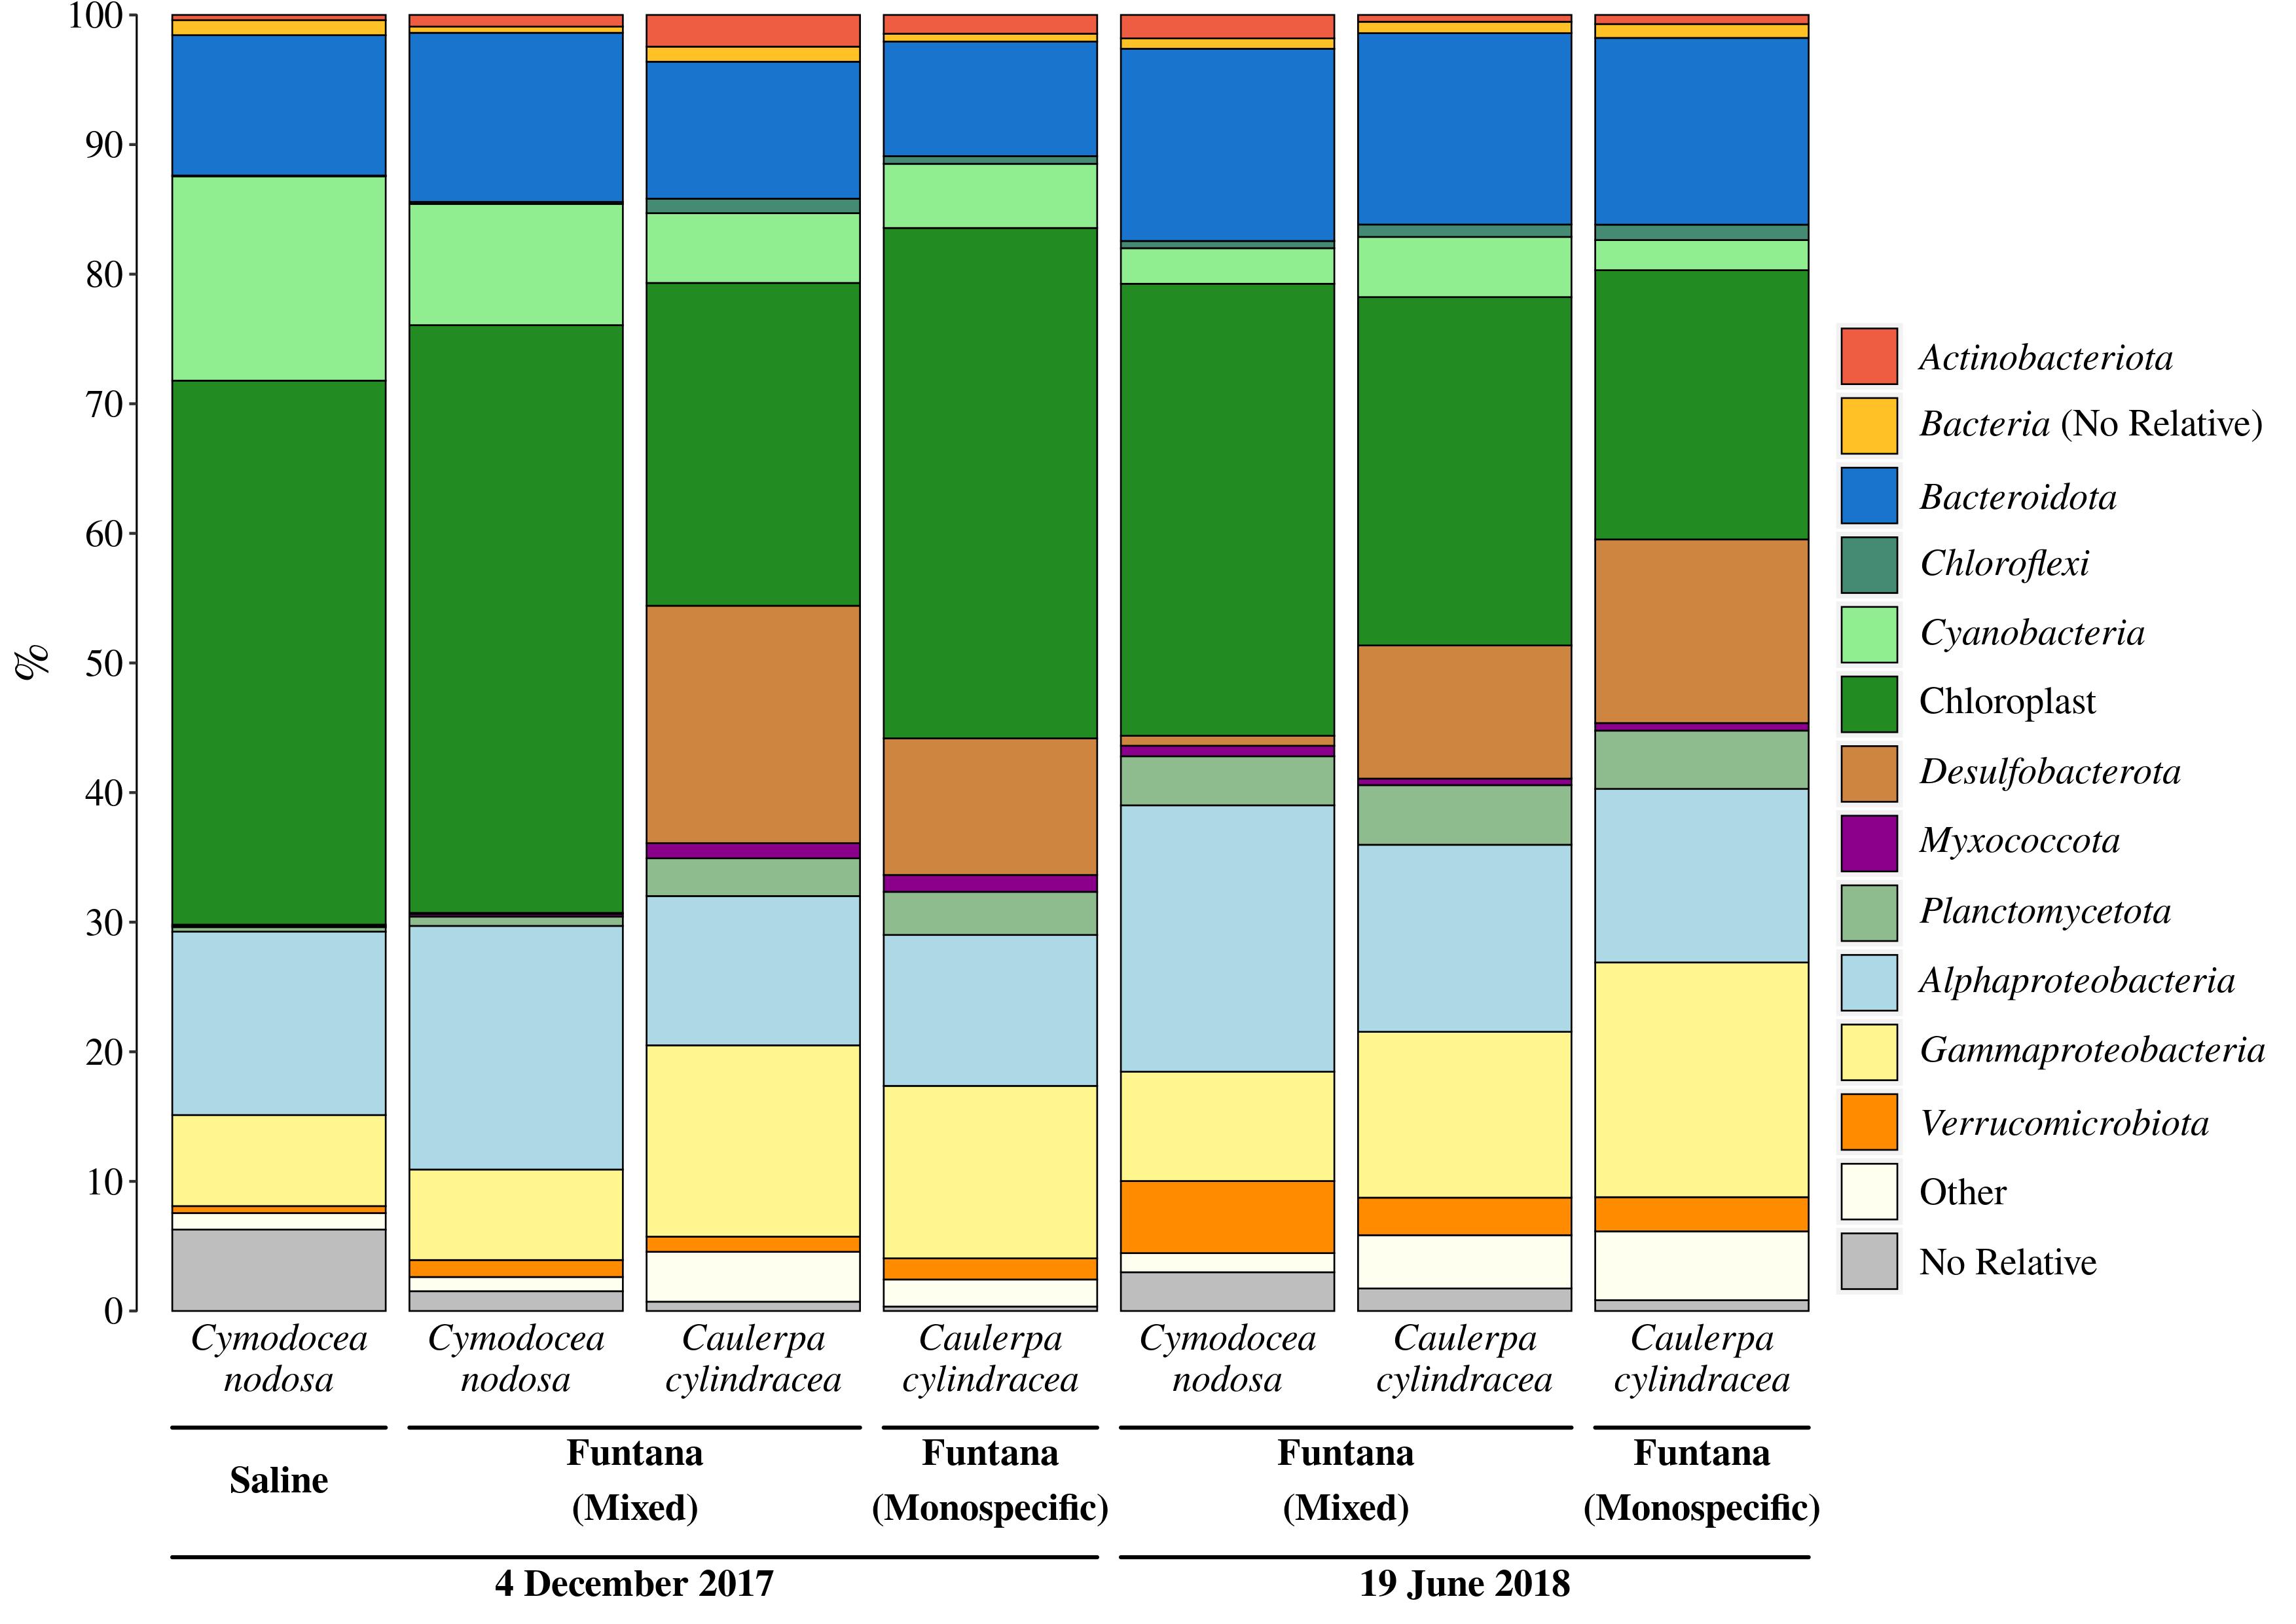 100
90
80
70
60
50
40
30
20
10
0
%
Actinobacteriota
Bacteria (No Relative)
Bacteroidota
Chloroflexi
Cyanobacteria
Chloroplast
Desulfobacterota
Myxococcota
Planctomycetota
Alphaproteobacteria
Gammaproteobacteria
Verrucomicrobiota
Other
No Relative
Cymodocea
nodosa
Cymodocea
nodosa
Caulerpa
cylindracea
Caulerpa
cylindracea
Cymodocea
nodosa
Caulerpa
cylindracea
Caulerpa
cylindracea
Saline
Funtana
(Mixed)
Funtana
(Monospecific)
Funtana
(Mixed)
Funtana
(Monospecific)
4 December 2017
19 June 2018